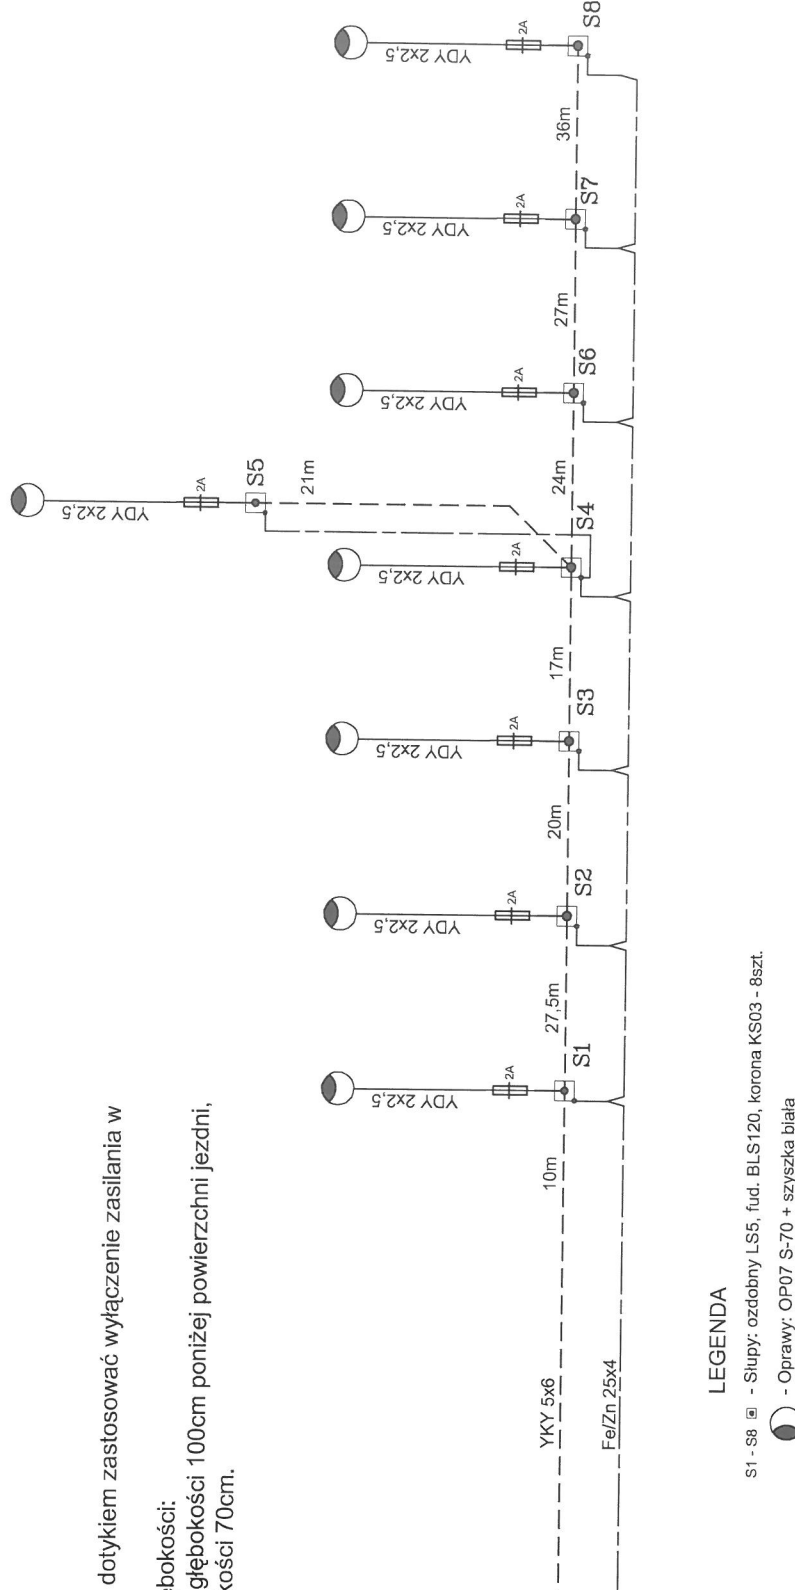 dotykiem zastosować wyłączenie zasilania w
głębokości 100cm poniżej powierzchni jezdni,
70cm.
YKY 5x6
Fe/Zn 25x4
10m
S1
YDY 2x2,5
2A
27,5m
S2
YDY 2x2,5
2A
20m
S3
YDY 2x2,5
2A
17m
S4
YDY 2x2,5
2A
21m
S5
YDY 2x2,5
2A
24m
S6
YDY 2x2,5
2A
27m
S7
YDY 2x2,5
2A
36m
S8
YDY 2x2,5
2A
LEGENDA
S1 - S8 - Słupy: ozdobny LS5, fud. BLS120, korona KS03 - 8szt.
- Oprawy: OP07 S-70 + szyszka biała